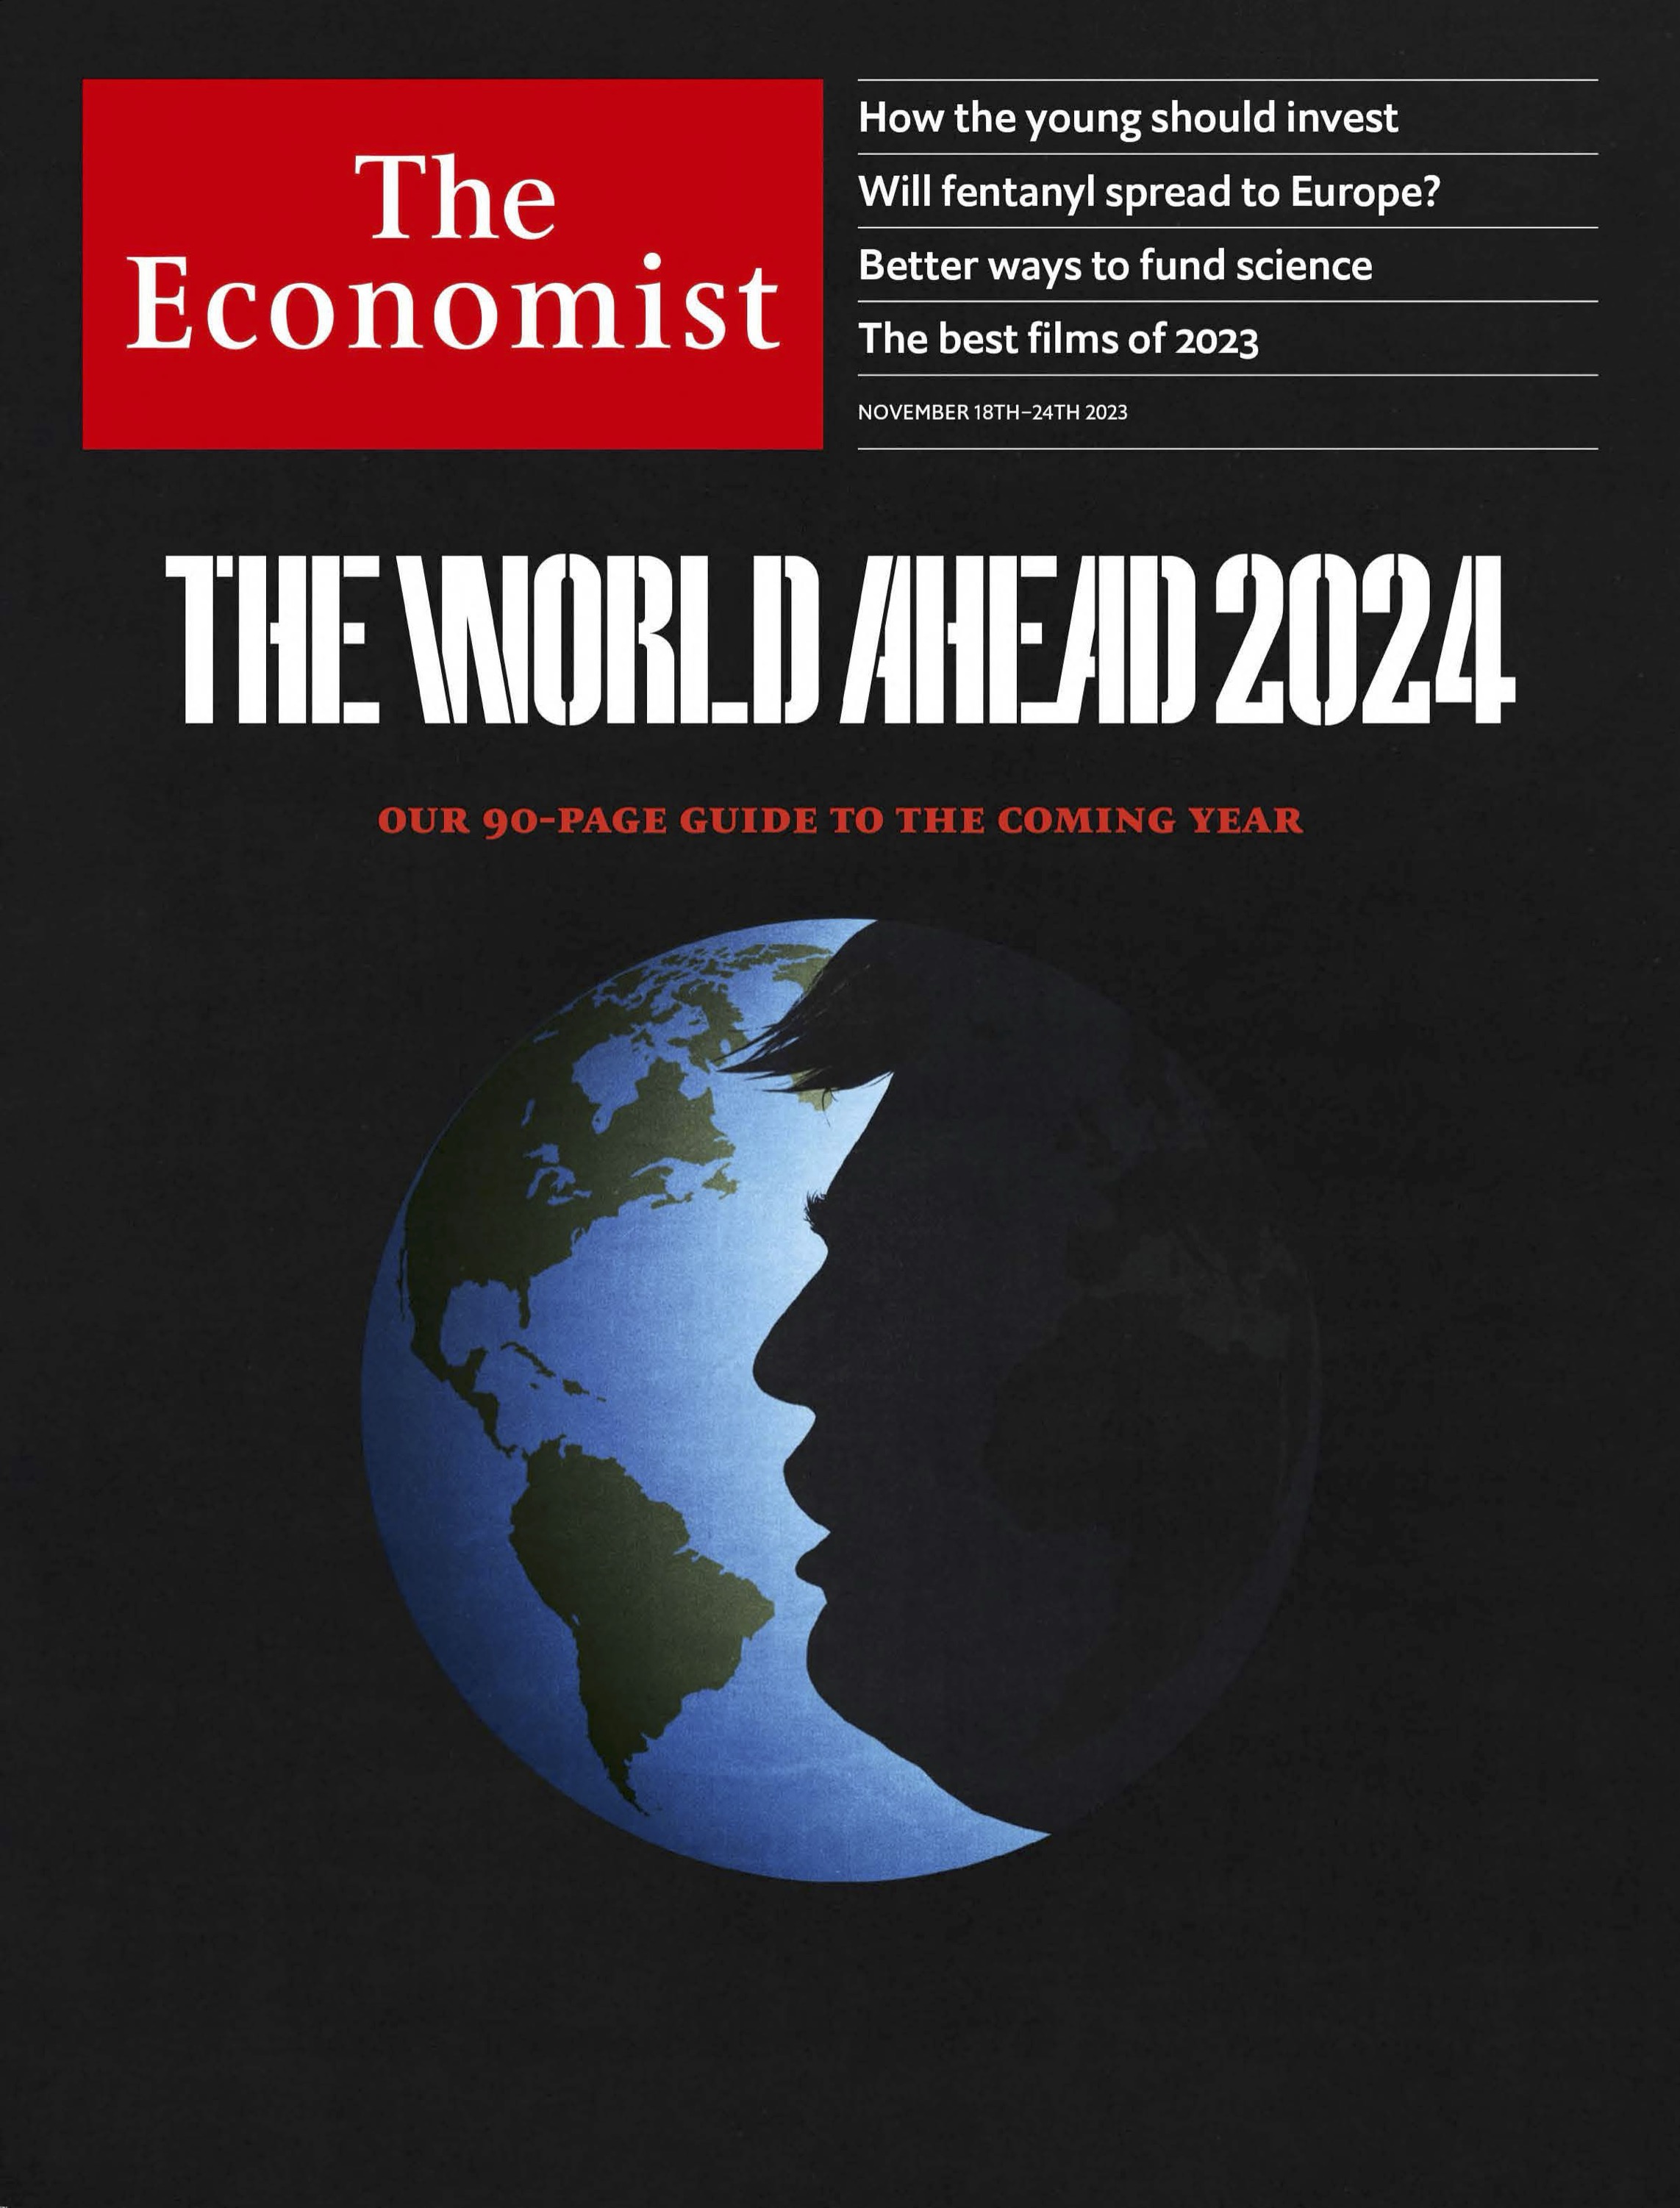 The
Economist
How the young should invest
Will fentanyl spread to Europe?
Better ways to fund science
The best films of 2023
NOVEMBER 18TH–24TH 2023
THE WORLD AHEAD 2024
OUR 90-PAGE GUIDE TO THE COMING YEAR